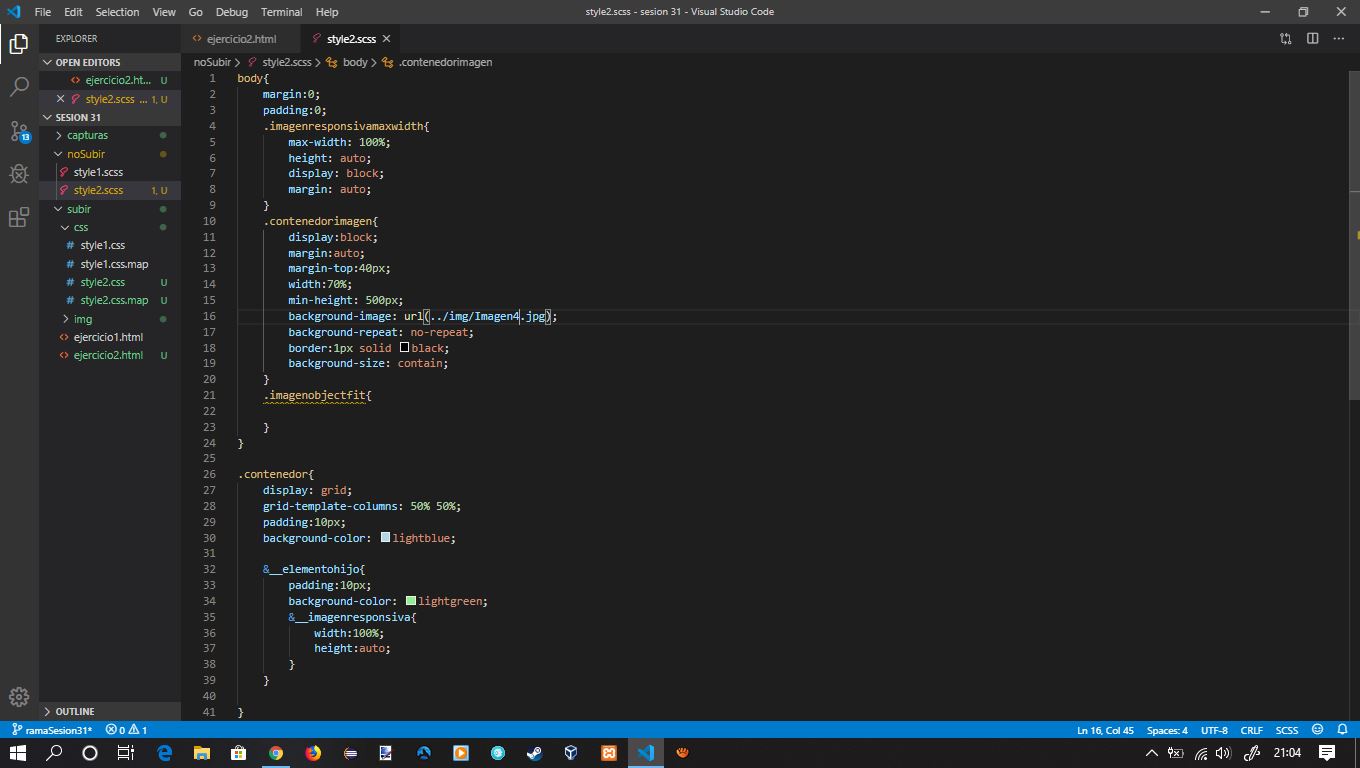 File Edit Selection View Go Debug Terminal Help
style2.scss - sesion 31 - Visual Studio Code
EXPLORER
OPEN EDITORS
ejercicio2.ht... U
style2.scss ... 1, U
SESION 31
capturas
noSubir
style1.scss
style2.scss 1, U
subir
css
style1.css
style1.css.map
style2.css U
style2.css.map U
img
ejercicio1.html
ejercicio2.html U
OUTLINE
13
ejercicio2.html
style2.scss
noSubir > style2.scss > body > .contenedorimagen
1 body{
2 margin:0;
3 padding:0;
4 .imagenresponsivamaxwidth{
5 max-width: 100%;
6 height: auto;
7 display: block;
8 margin: auto;
9 }
10 .contenedorimagen{
11 display:block;
12 margin:auto;
13 margin-top:40px;
14 width:70%;
15 min-height: 500px;
16 background-image: url(../img/Imagen4.jpg);
17 background-repeat: no-repeat;
18 border:1px solid black;
19 background-size: contain;
20 }
21 .imagenobjectfit{
22
23 }
24 }
25
26 .contenedor{
27 display: grid;
28 grid-template-columns: 50% 50%;
29 padding:10px;
30 background-color: lightblue;
31
32 &__elementohijo{
33 padding:10px;
34 background-color: lightgreen;
35 &__imagenresponsiva{
36 width:100%;
37 height:auto;
38 }
39 }
40
41 }
ramaSesion31* 0 1
Ln 16, Col 45 Spaces: 4 UTF-8 CRLF SCSS
21:04